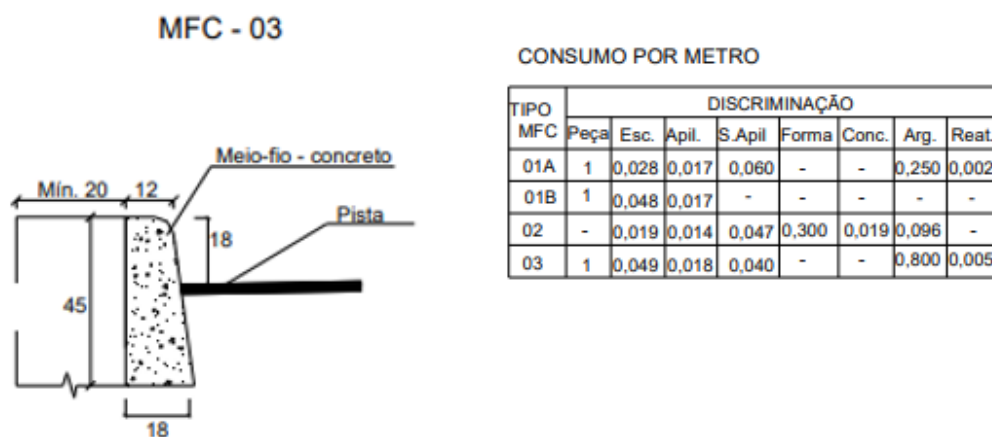 MFC - 03
Meio-fio - concreto
Mín. 20
12
Pista
18
45
18
CONSUMO POR METRO
TIPO MFC DISCRIMINAÇÃO
Peça Esc. Apil. S.Apil Forma Conc. Arg. Reat.
01A 1 0,028 0,017 0,060 - - 0,250 0,002
01B 1 0,048 0,017 - - - - -
02 - 0,019 0,014 0,047 0,300 0,019 0,096 -
03 1 0,049 0,018 0,040 - - 0,800 0,005